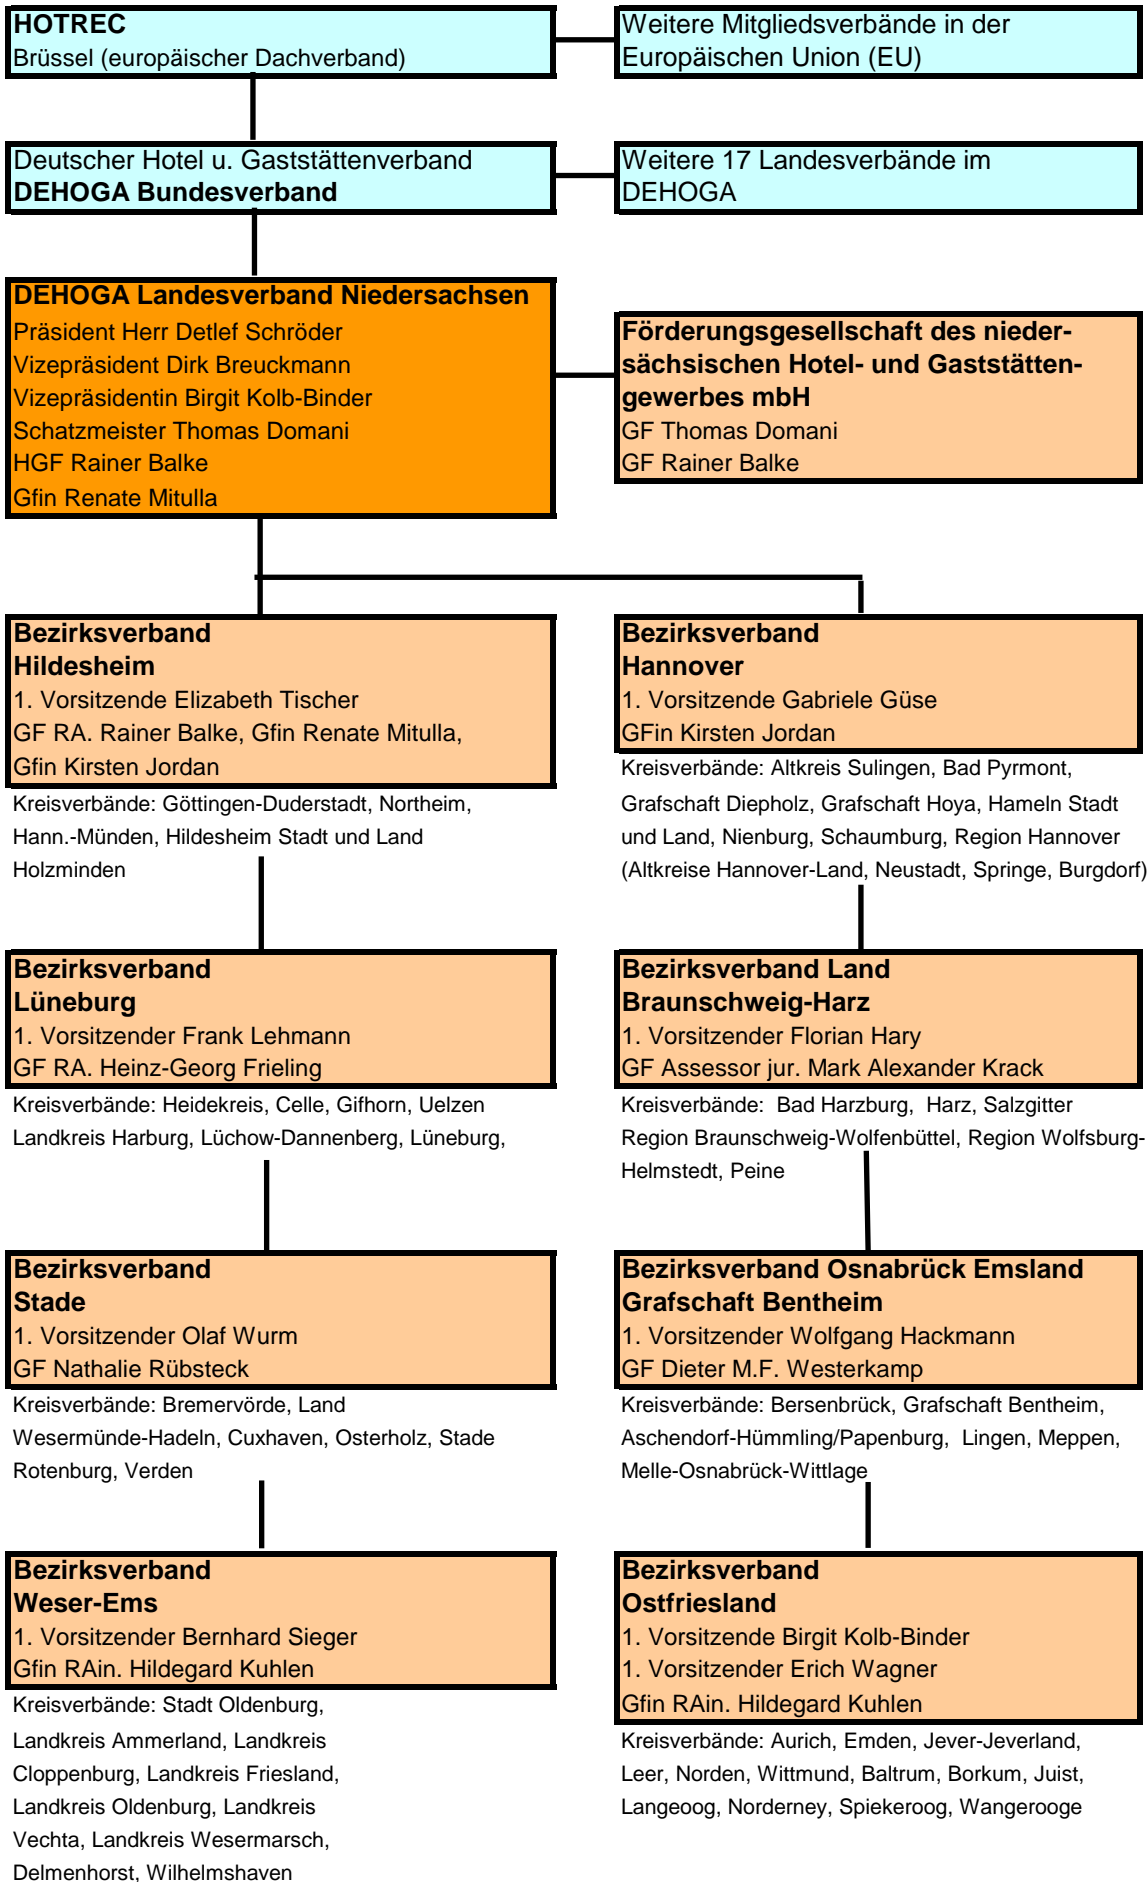 HOTREC
Brüssel (europäischer Dachverband)
Weitere Mitgliedsverbände in der
Europäischen Union (EU)
Deutscher Hotel u. Gaststättenverband
DEHOGA Bundesverband
Weitere 17 Landesverbände im
DEHOGA
DEHOGA Landesverband Niedersachsen
Präsident Herr Detlef Schröder
Vizepräsident Dirk Breuckmann
Vizepräsidentin Birgit Kolb-Binder
Schatzmeister Thomas Domani
HGF Rainer Balke
Gfin Renate Mitulla
Förderungsgesellschaft des nieder-
sächsischen Hotel- und Gaststätten-
gewerbes mbH
GF Thomas Domani
GF Rainer Balke
Bezirksverband
Hildesheim
1. Vorsitzende Elizabeth Tischer
GF RA. Rainer Balke, Gfin Renate Mitulla,
Gfin Kirsten Jordan
Kreisverbände: Göttingen-Duderstadt, Northeim,
Hann.-Münden, Hildesheim Stadt und Land
Holzminden
Bezirksverband
Hannover
1. Vorsitzende Gabriele Güse
GFin Kirsten Jordan
Kreisverbände: Altkreis Sulingen, Bad Pyrmont,
Grafschaft Diepholz, Grafschaft Hoya, Hameln Stadt
und Land, Nienburg, Schaumburg, Region Hannover
(Altkreise Hannover-Land, Neustadt, Springe, Burgdorf)
Bezirksverband
Lüneburg
1. Vorsitzender Frank Lehmann
GF RA. Heinz-Georg Frieling
Kreisverbände: Heidekreis, Celle, Gifhorn, Uelzen
Landkreis Harburg, Lüchow-Dannenberg, Lüneburg,
Bezirksverband Land
Braunschweig-Harz
1. Vorsitzender Florian Hary
GF Assessor jur. Mark Alexander Krack
Kreisverbände:  Bad Harzburg,  Harz, Salzgitter
Region Braunschweig-Wolfenbüttel, Region Wolfsburg-
Helmstedt, Peine
Bezirksverband
Stade
1. Vorsitzender Olaf Wurm
GF Nathalie Rübsteck
Kreisverbände: Bremervörde, Land
Wesermünde-Hadeln, Cuxhaven, Osterholz, Stade
Rotenburg, Verden
Bezirksverband Osnabrück Emsland
Grafschaft Bentheim
1. Vorsitzender Wolfgang Hackmann
GF Dieter M.F. Westerkamp
Kreisverbände: Bersenbrück, Grafschaft Bentheim,
Aschendorf-Hümmling/Papenburg,  Lingen, Meppen,
Melle-Osnabrück-Wittlage
Bezirksverband
Weser-Ems
1. Vorsitzender Bernhard Sieger
Gfin RAin. Hildegard Kuhlen
Kreisverbände: Stadt Oldenburg,
Landkreis Ammerland, Landkreis
Cloppenburg, Landkreis Friesland,
Landkreis Oldenburg, Landkreis
Vechta, Landkreis Wesermarsch,
Delmenhorst, Wilhelmshaven
Bezirksverband
Ostfriesland
1. Vorsitzende Birgit Kolb-Binder
1. Vorsitzender Erich Wagner
Gfin RAin. Hildegard Kuhlen
Kreisverbände: Aurich, Emden, Jever-Jeverland,
Leer, Norden, Wittmund, Baltrum, Borkum, Juist,
Langeoog, Norderney, Spiekeroog, Wangerooge